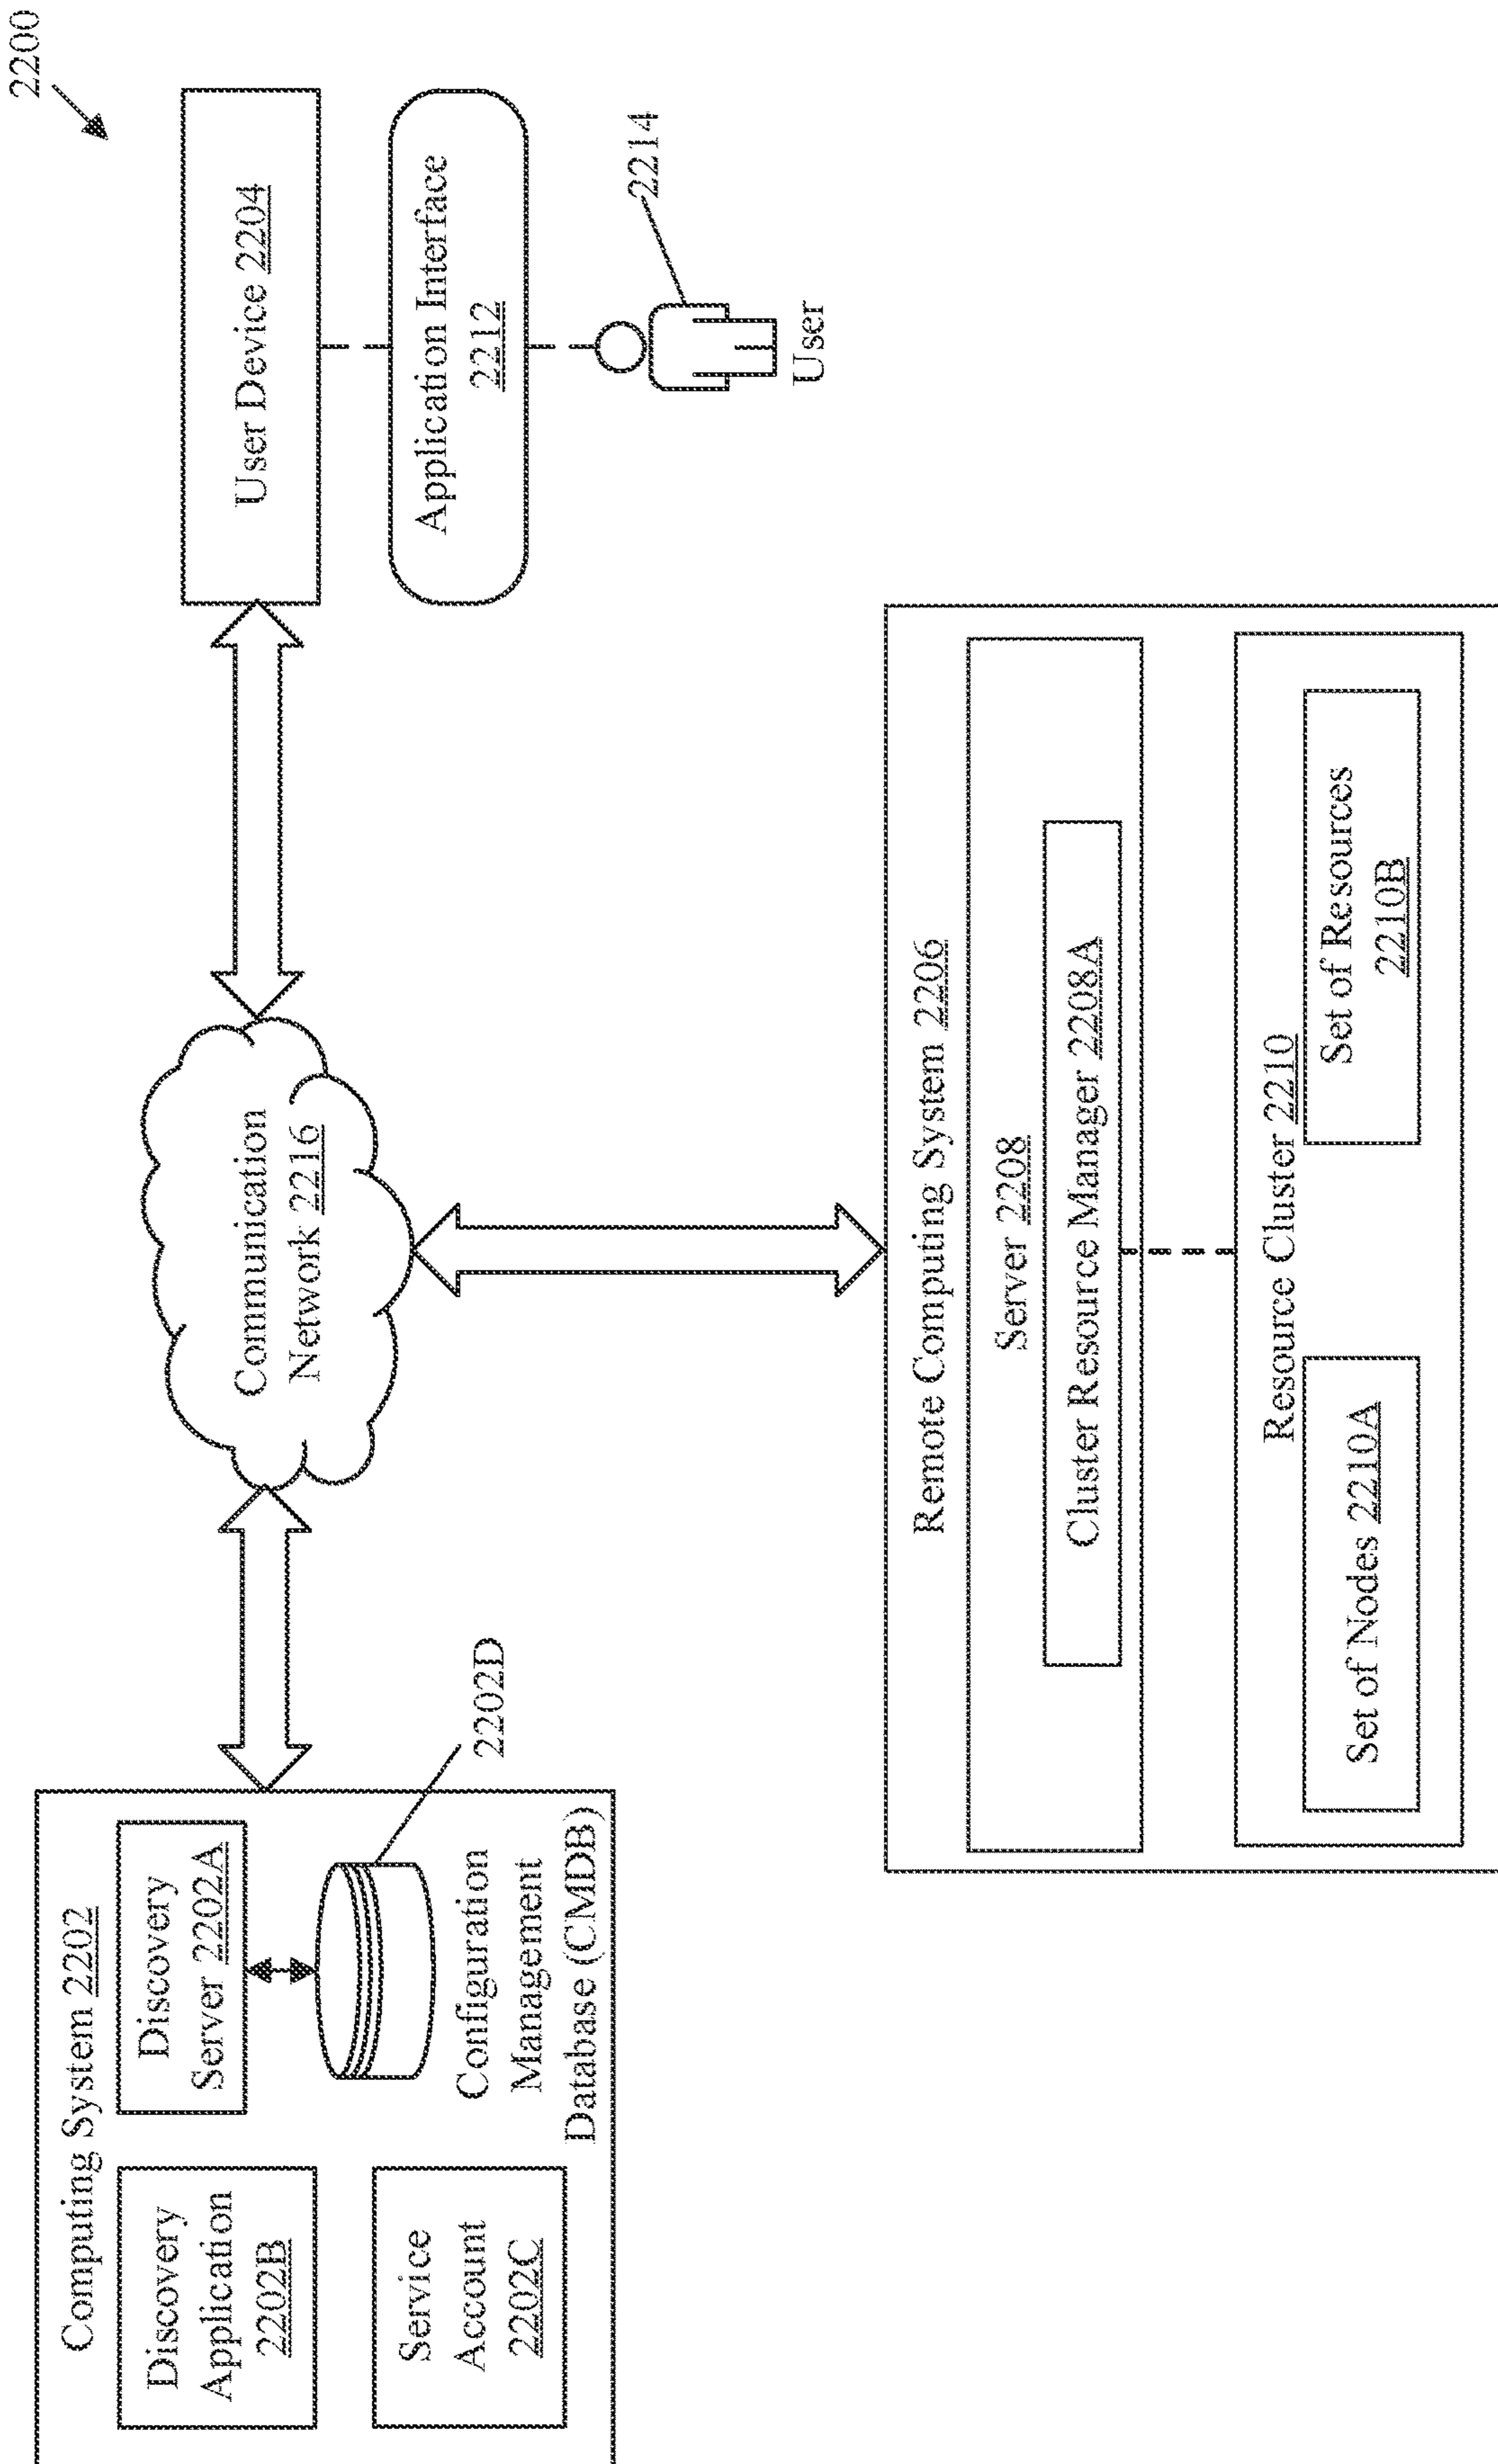 2200
Computing System 2202
Discovery
Application
2202B
Discovery
Server 2202A
Service
Account
2202C
2202D
Configuration
Management
Database (CMDB)
Communication
Network 2216
User Device 2204
Application Interface
2212
2214
User
Remote Computing System 2206
Server 2208
Cluster Resource Manager 2208A
Resource Cluster 2210
Set of Nodes 2210A
Set of Resources
2210B